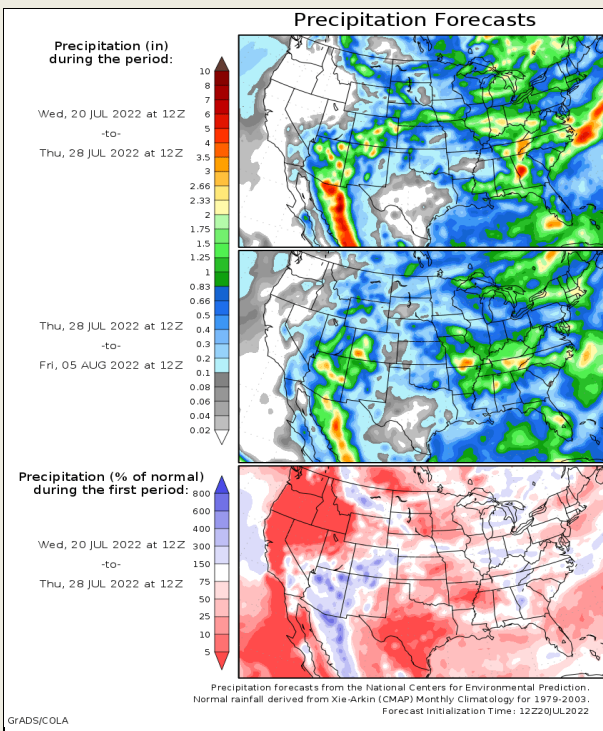 Precipitation Forecasts
Precipitation (in)
during the period:
Wed, 20 JUL 2022 at 12Z
-to-
Thu, 28 JUL 2022 at 12Z
10
8
7
6
5
4
3.5
3
2.66
2.33
2
1.75
1.5
1.25
1
0.83
0.66
0.5
0.4
0.3
0.2
0.1
0.08
0.06
0.04
0.02
Thu, 28 JUL 2022 at 12Z
-to-
Fri, 05 AUG 2022 at 12Z
Precipitation (% of normal)
during the first period:
Wed, 20 JUL 2022 at 12Z
-to-
Thu, 28 JUL 2022 at 12Z
800
600
400
300
150
75
50
25
10
5
Precipitation forecasts from the National Centers for Environmental Prediction.
Normal rainfall derived from Xie-Arkin (CMAP) Monthly Climatology for 1979-2003.
Forecast Initialization Time: 12Z20JUL2022
GrADS/COLA